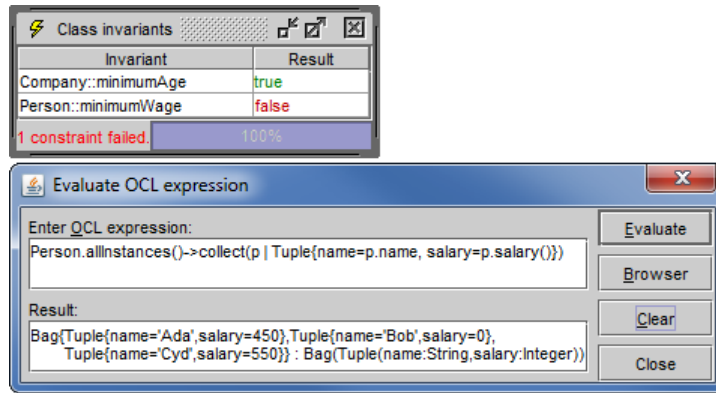 Class invariants
Invariant Result
Company::minimumAge true
Person::minimumWage false
1 constraint failed. 100%
Evaluate OCL expression
Enter OCL expression:
Person.allInstances()->collect(p | Tuple{name=p.name, salary=p.salary()})
Evaluate
Browser
Result:
Bag{Tuple{name='Ada',salary=450},Tuple{name='Bob',salary=0},
Tuple{name='Cyd',salary=550}} : Bag(Tuple(name:String,salary:Integer))
Clear
Close